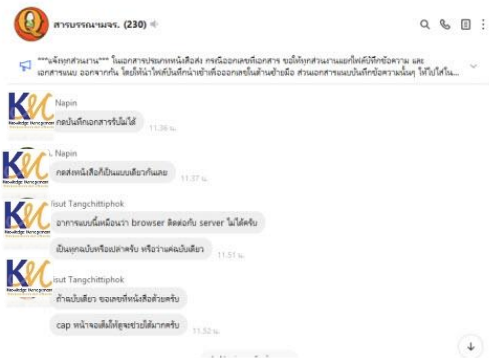 สารบรรณฯมจร. (230)
***แจ้งทุกส่วนงาน*** ในเอกสารประเภทหนังสือส่ง กรณีออกเลขที่เอกสาร ขอให้ทุกส่วนงานแยกไฟล์บันทึกข้อความ และ
เอกสารแนบ ออกจากกัน โดยให้นำไฟล์บันทึกนำเข้าเพื่อออกเลขในด้านซ้ายมือ ส่วนเอกสารแนบบันทึกข้อความนั้นๆ ให้ไปใส่ใน...
Napin
กดบันทึกเอกสารรับไม่ได้
11.36 น.
Napin
กดส่งหนังสือก็เป็นแบบเดียวกันเลย
11.37 น.
isut Tangchittiphok
อาการแบบนี้เหมือนว่า browser ติดต่อกับ server ไม่ได้ครับ
เป็นทุกฉบับหรือเปล่าครับ หรือว่าแค่ฉบับเดียว
11.51 น.
isut Tangchittiphok
ถ้าฉบับเดียว ขอเลขที่หนังสือด้วยครับ
cap หน้าจอเต็มให้ดูจะช่วยได้มากครับ
11.52 น.
KMC
Knowledge Management
KMC
Knowledge Management
KMC
Knowledge Management
KMC
Knowledge Management